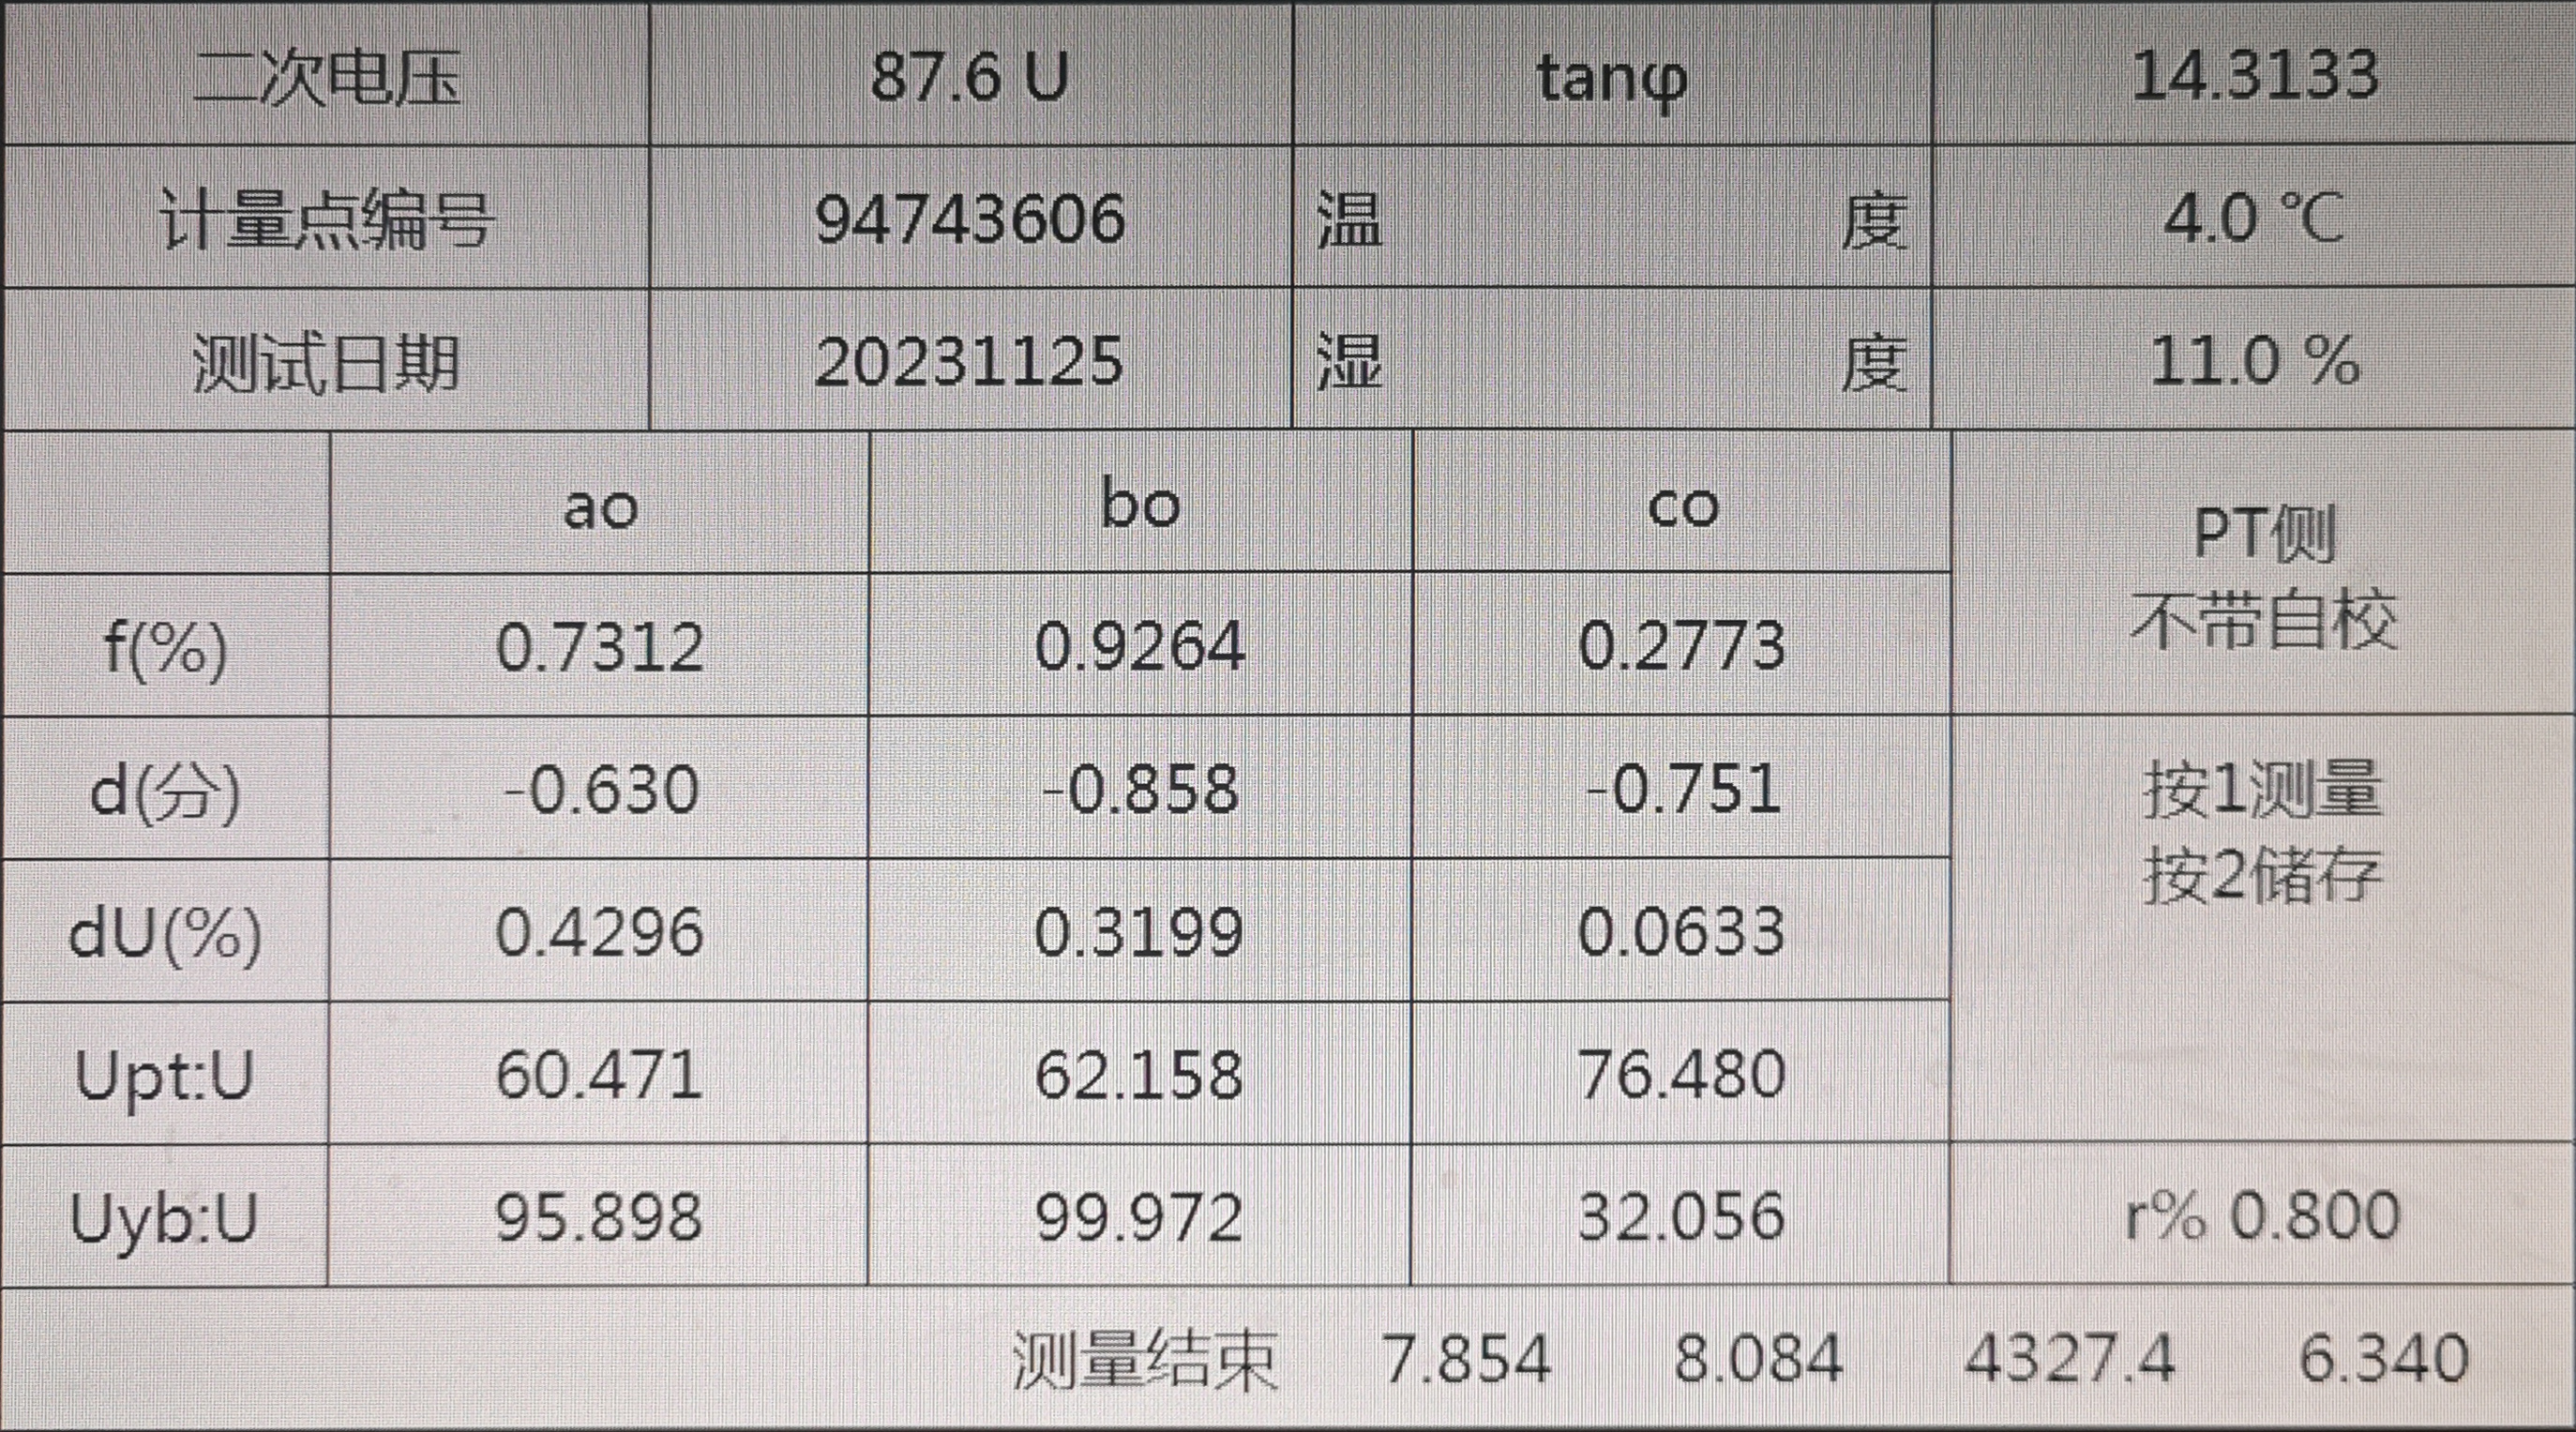 二次电压 87.6 U tanφ 14.3133
计量点编号 94743606 温度 4.0 ℃
测试日期 20231125 湿度 11.0 %
ao bo co PT侧
不带自校
f(%) 0.7312 0.9264 0.2773
d(分) -0.630 -0.858 -0.751 按1测量
按2储存
dU(%) 0.4296 0.3199 0.0633
Upt:U 60.471 62.158 76.480
Uyb:U 95.898 99.972 32.056 r% 0.800
测量结束 7.854 8.084 4327.4 6.340